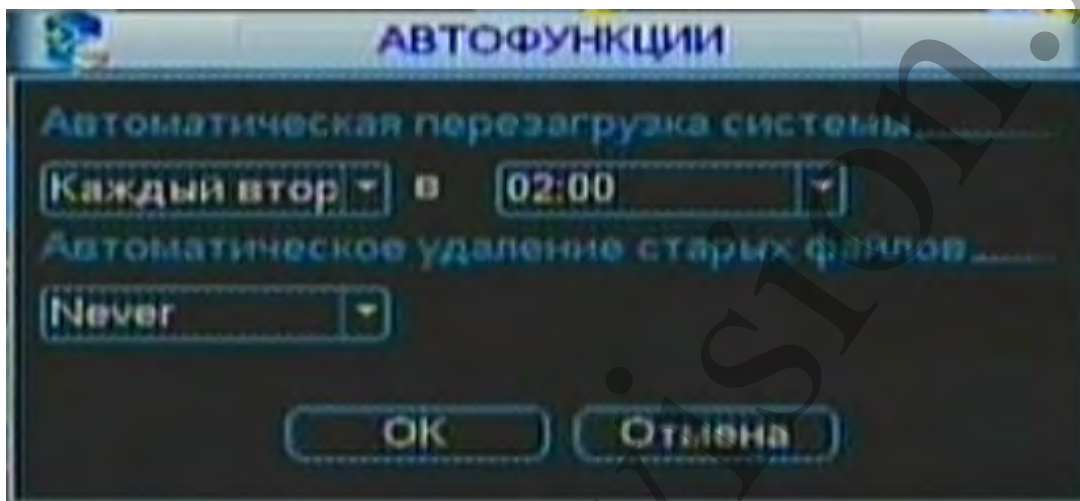 АВТОФУНКЦИИ
Автоматическая перезагрузка системы
Каждый втор в 02:00
Автоматическое удаление старых файлов
Never
OK Отмена